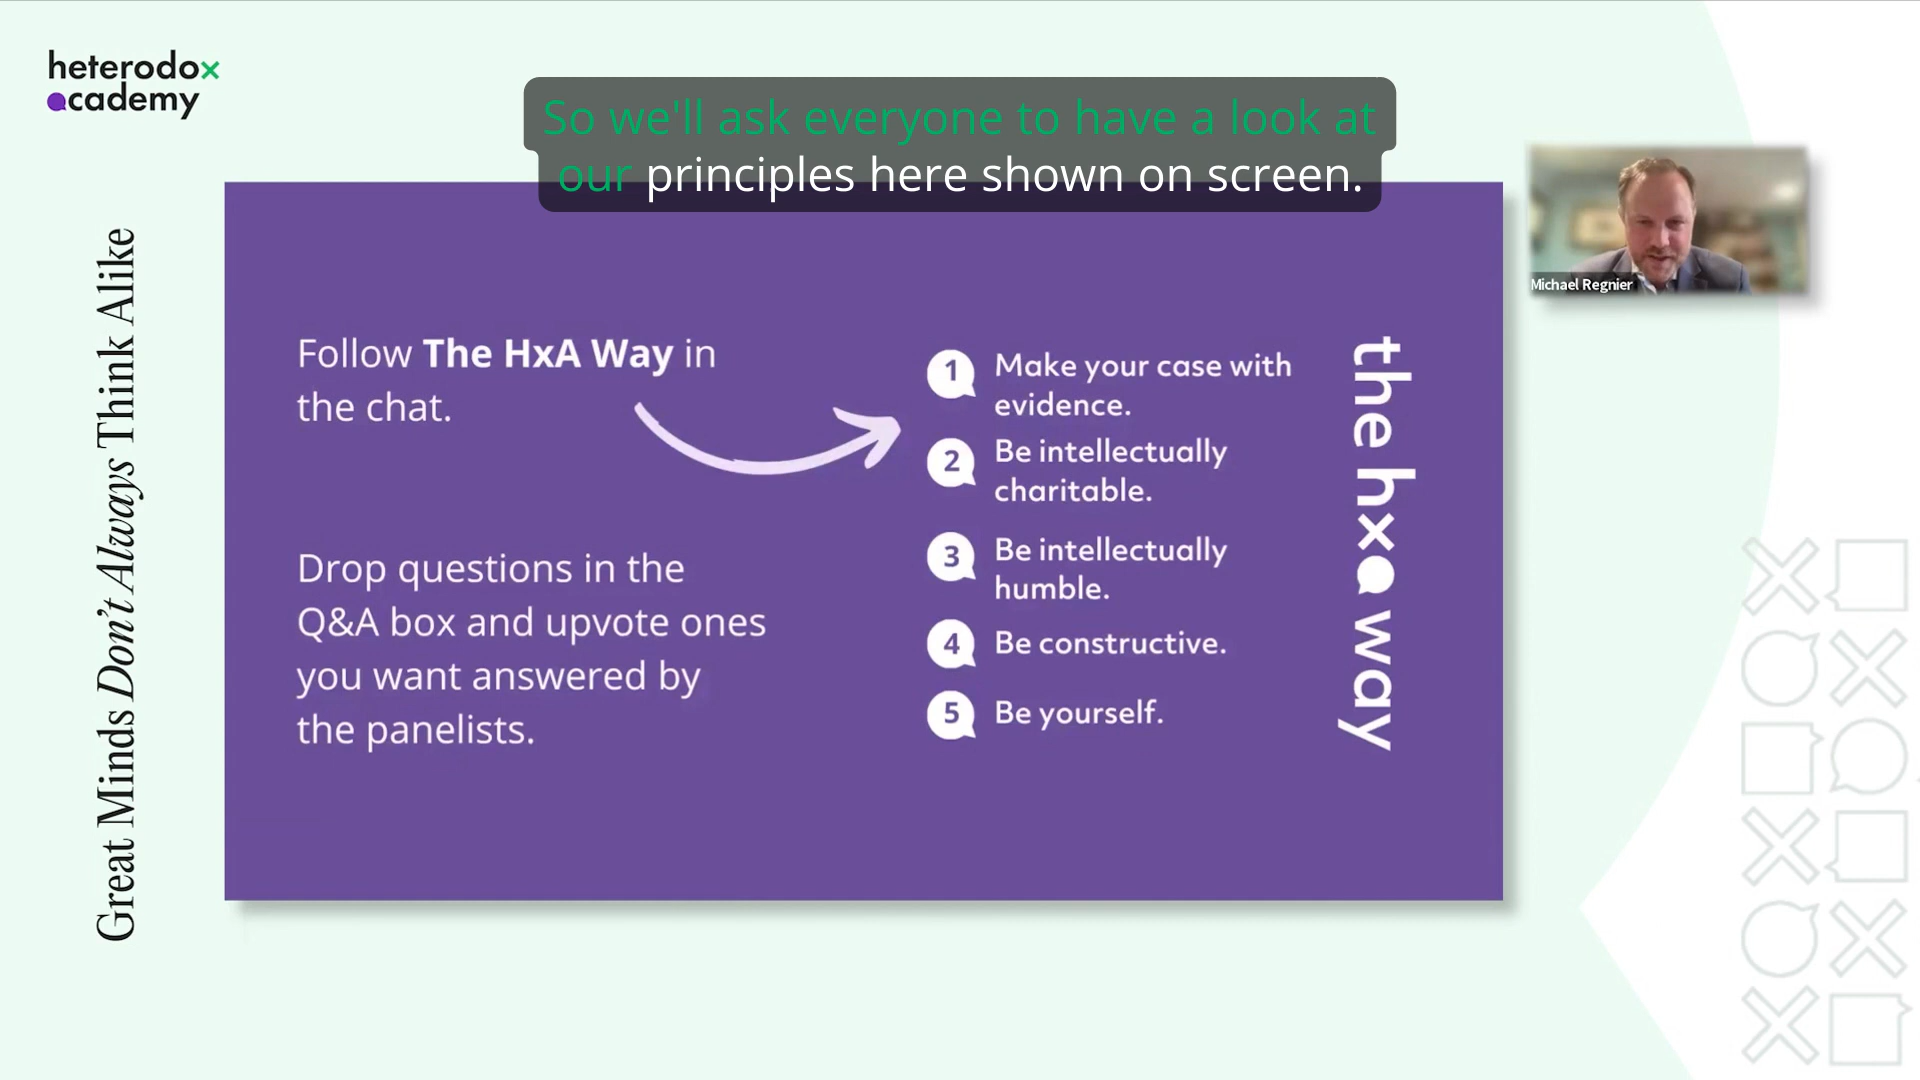 heterodox
academy
So we'll ask everyone to have a look at
our principles here shown on screen.
Michael Regnier
Great Minds Don't Always Think Alike
Follow The HxA Way in
the chat.
Drop questions in the
Q&A box and upvote ones
you want answered by
the panelists.
1 Make your case with
evidence.
2 Be intellectually
charitable.
3 Be intellectually
humble.
4 Be constructive.
5 Be yourself.
the hxa way